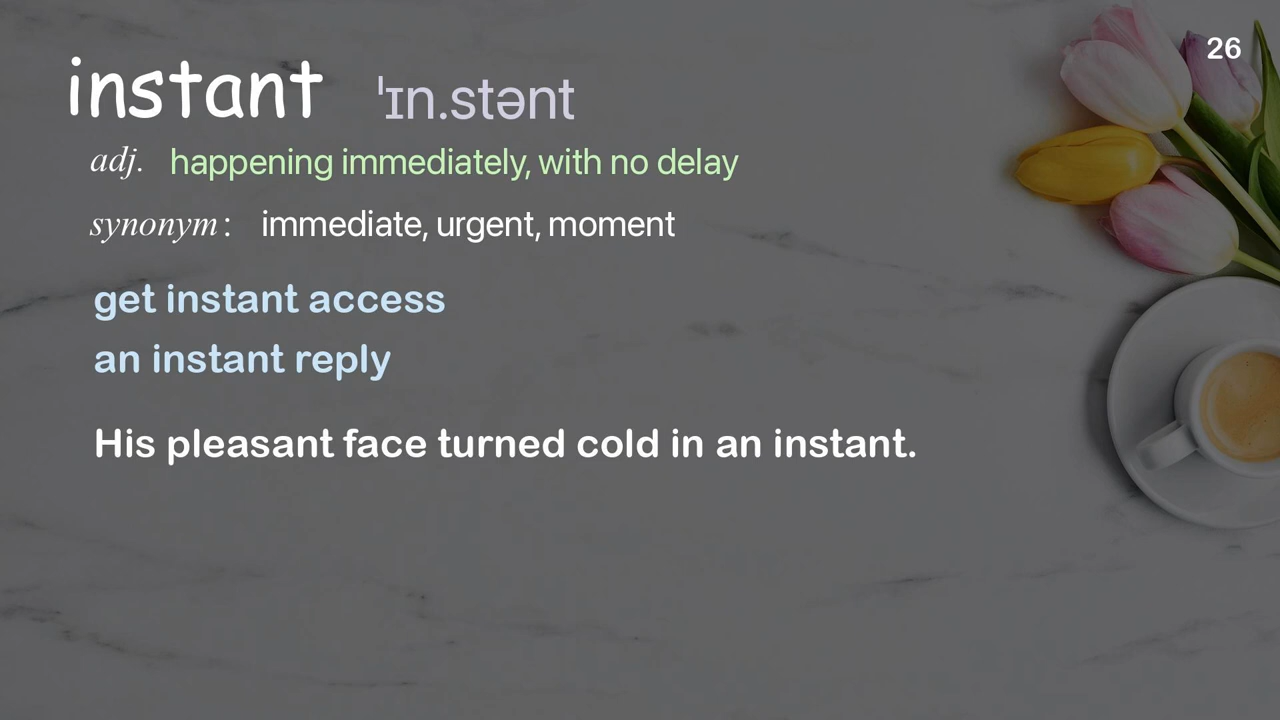 26
instant ˈɪn.stənt
adj. happening immediately, with no delay
synonym: immediate, urgent, moment
get instant access
an instant reply
His pleasant face turned cold in an instant.